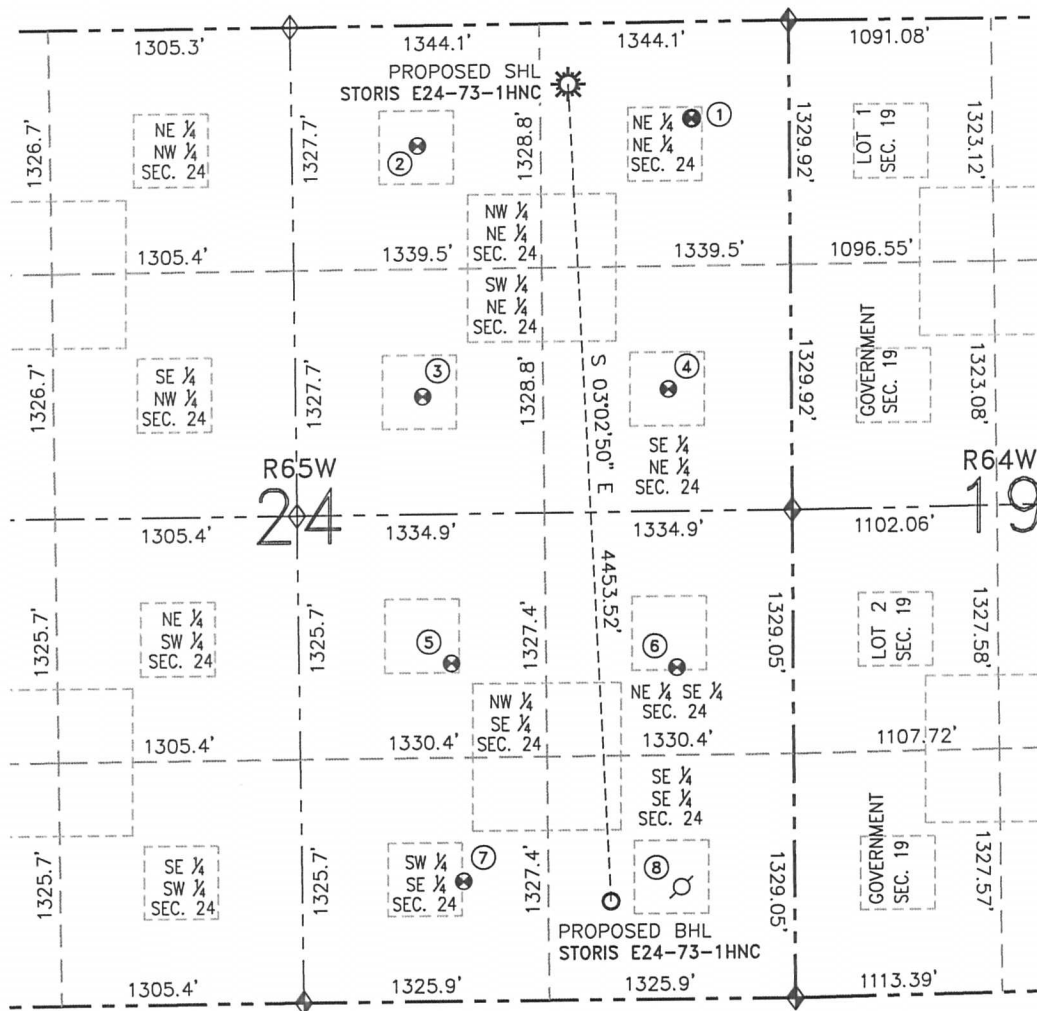 1305.3'
1344.1'
1344.1'
1091.08'
PROPOSED SHL
STORIS E24-73-1HNC
1326.7'
NE ¼
NW ¼
SEC. 24
1327.7'
②
1328.8'
NE ¼
NE ¼
SEC. 24
①
1329.92'
LOT 1
SEC. 19
1323.12'
NW ¼
NE ¼
SEC. 24
1305.4'
1339.5'
1339.5'
1096.55'
SW ¼
NE ¼
SEC. 24
1326.7'
SE ¼
NW ¼
SEC. 24
1327.7'
③
1328.8'
S 03°02'50" E
④
SE ¼
NE ¼
SEC. 24
1329.92'
GOVERNMENT
SEC. 19
1323.08'
R65W
24
R64W
19
1305.4'
1334.9'
1334.9'
1102.06'
4453.52'
1325.7'
NE ¼
SW ¼
SEC. 24
1325.7'
⑤
1327.4'
⑥
NE ¼ SE ¼
SEC. 24
1329.05'
LOT 2
SEC. 19
1327.58'
NW ¼
SE ¼
SEC. 24
1305.4'
1330.4'
1330.4'
1107.72'
SE ¼
SE ¼
SEC. 24
1325.7'
SE ¼
SW ¼
SEC. 24
1325.7'
SW ¼
SE ¼
SEC. 24
⑦
1327.4'
⑧
1329.05'
GOVERNMENT
SEC. 19
1327.57'
PROPOSED BHL
STORIS E24-73-1HNC
1305.4'
1325.9'
1325.9'
1113.39'